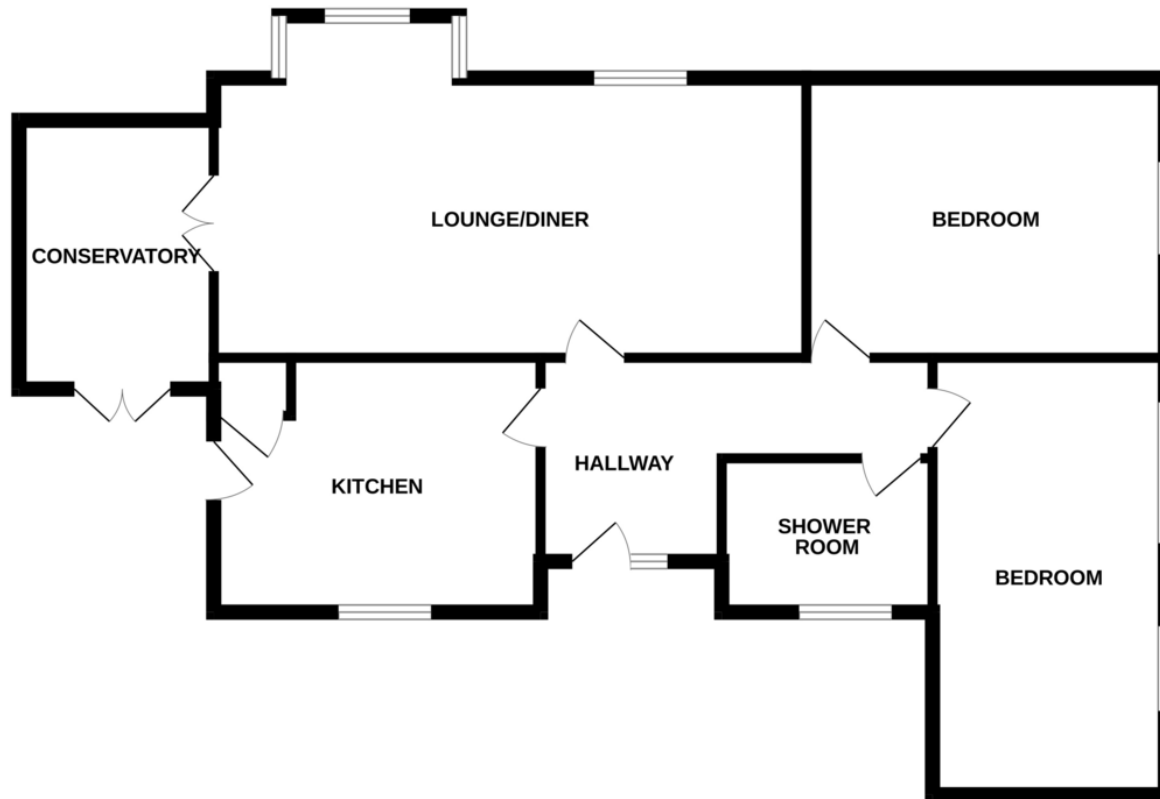 LOUNGE/DINER
BEDROOM
CONSERVATORY
HALLWAY
KITCHEN
SHOWER
ROOM
BEDROOM